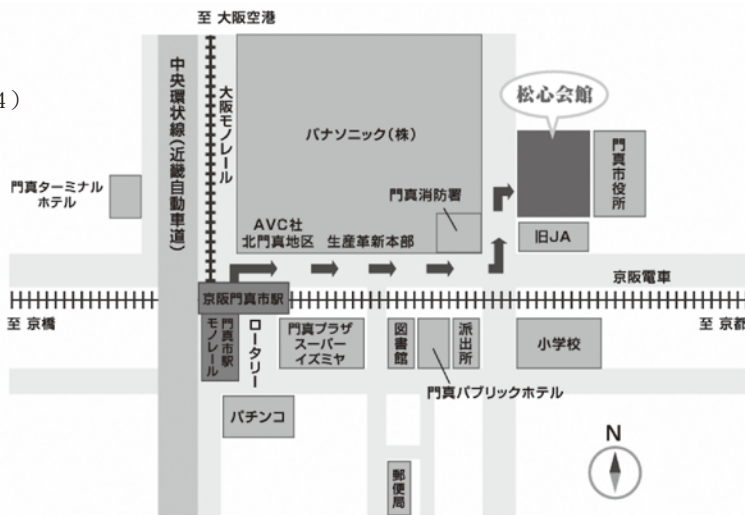 至 大阪空港
4）
中央環状線(近畿自動車道)
大阪モノレール
松心会館
パナソニック(株)
門真市役所
門真ターミナル
ホテル
門真消防署
AVC社
北門真地区 生産革新本部
旧JA
京阪電車
京阪門真市駅
至 京橋
至 京都
門真市駅
モノレール
ロータリー
門真プラザ
スーパー
イズミヤ
図書館
派出所
小学校
門真パブリックホテル
パチンコ
N
郵便局